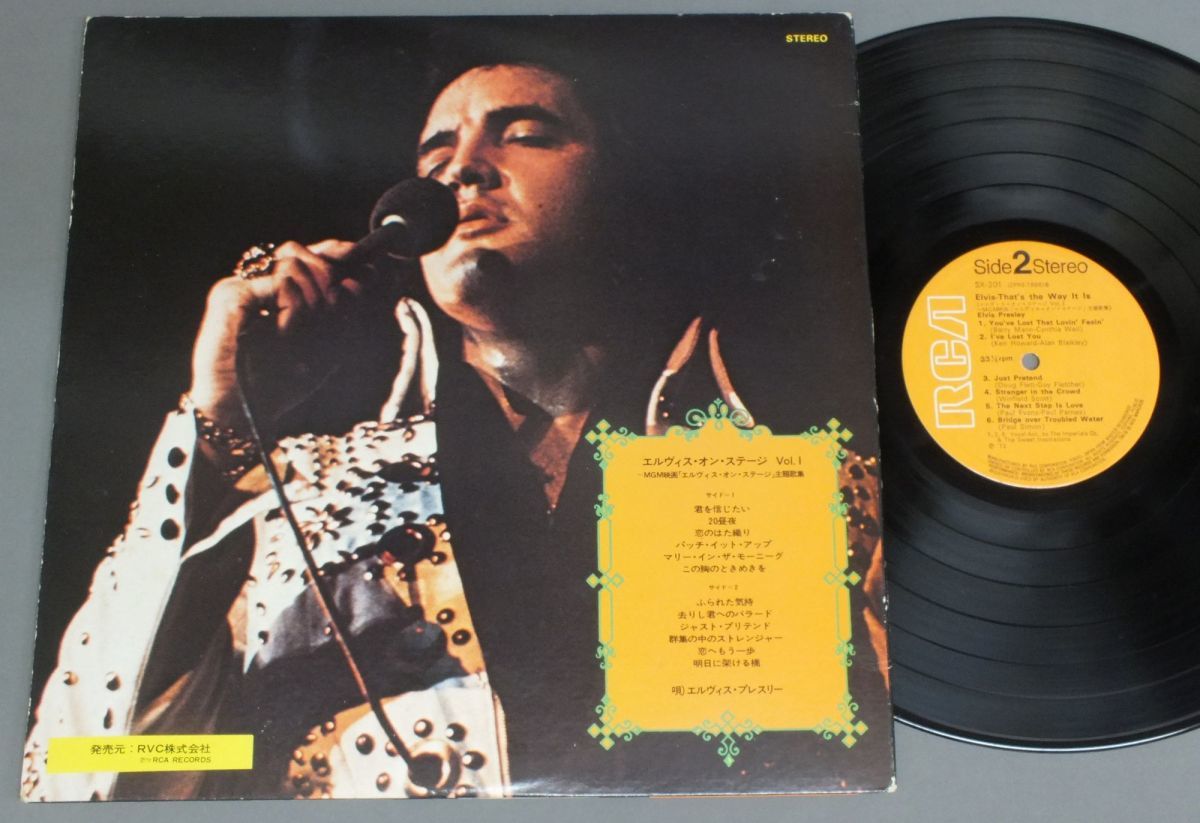 STEREO
エルヴィス・オン・ステージ Vol.1
−MGM映画「エルヴィス・オン・ステージ」主題歌集
サイド−1
君を信じたい
20昼夜
恋のはた織り
パッチ・イット・アップ
マリー・イン・ザ・モーニーグ
この胸のときめきを
サイド−2
ふられた気持
去りし君へのバラード
ジャスト・プリテンド
群集の中のストレンジャー
恋へもう一歩
明日に架ける橋
唄)エルヴィス・プレスリー
発売元:RVC株式会社
RCA RECORDS
Side 2 Stereo
SX-201
Elvis-That's the Way It Is
Elvis Presley
1. You've Lost That Lovin' Feelin'
(Barry Mann-Cynthia Weil)
2. I've Lost You
(Ken Howard-Alan Blaikley)
33⅓ rpm
3. Just Pretend
(Doug Flett-Guy Fletcher)
4. Stranger in the Crowd
(Winfield Scott)
5. The Next Step Is Love
(Paul Evans-Paul Parnes)
6. Bridge over Troubled Water
(Paul Simon)
& The Sweet Inspirations
RCA